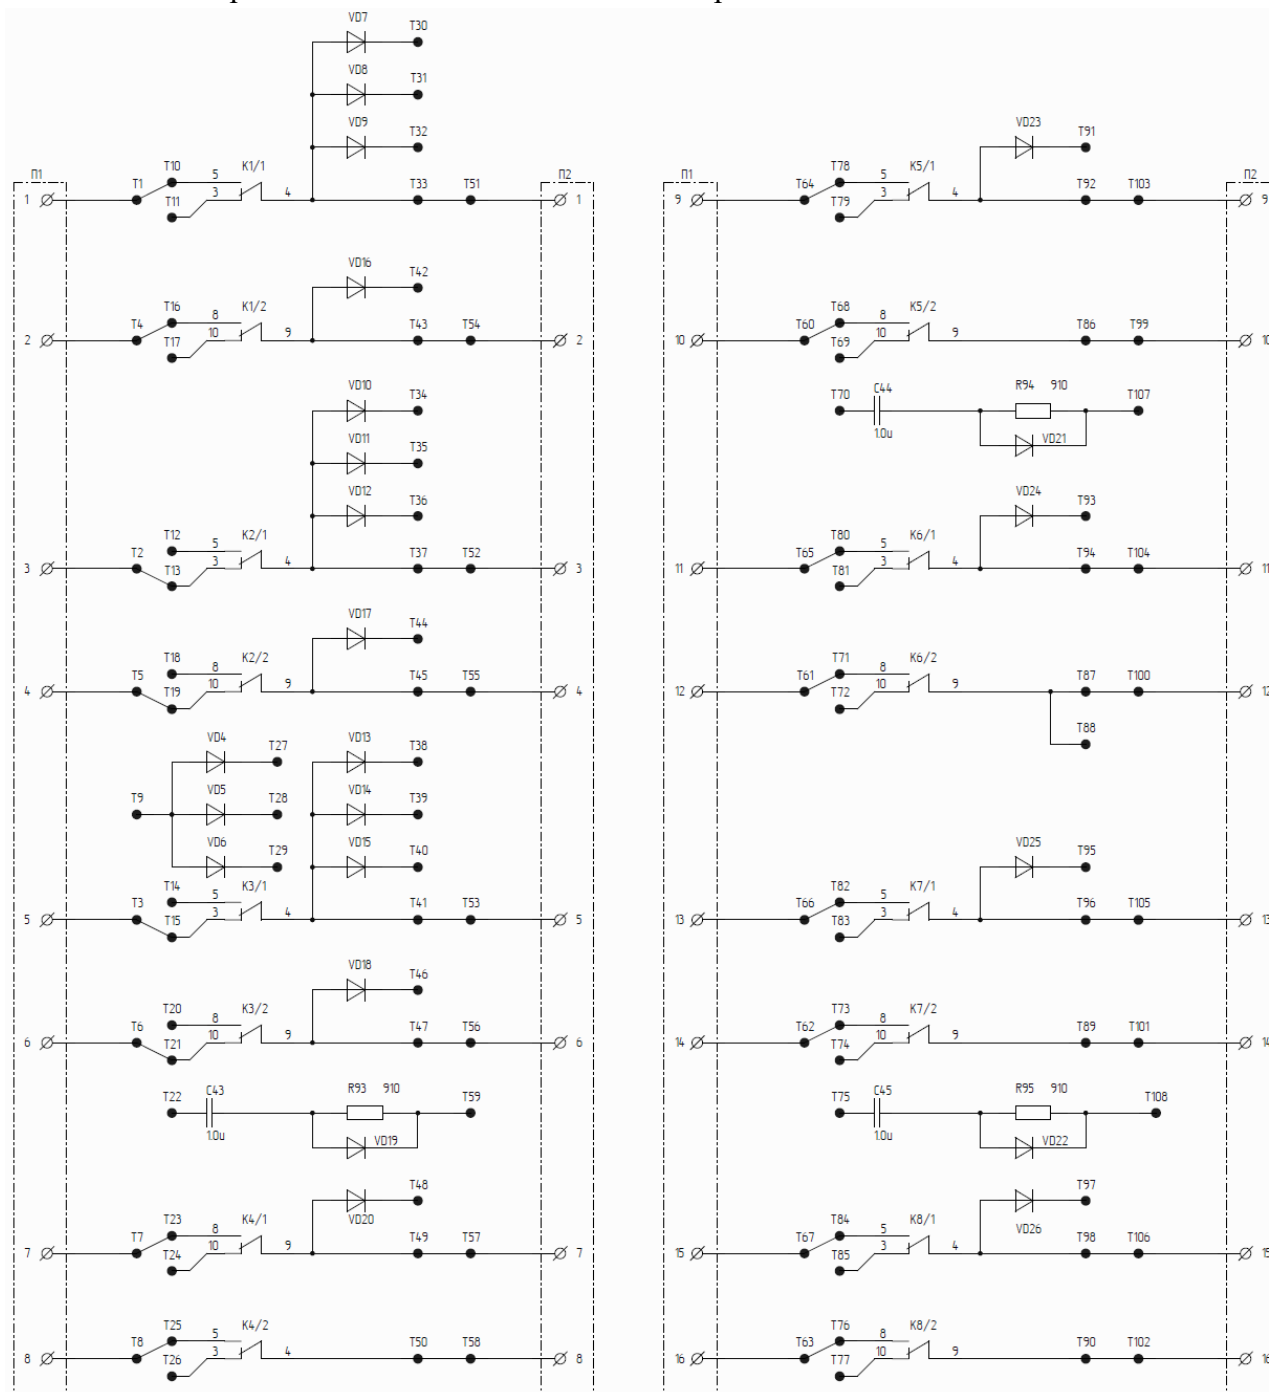 VD7 T30
VD8 T31
VD9 T32
VD23 T91
П1 T1 T10 5 K1/1 П2
1 T11 3 4 T33 T51 1
П1 T64 T78 5 K5/1 П2
9 T79 3 4 T92 T103 9
VD16 T42
T4 T16 8 K1/2
2 T17 10 9 T43 T54 2
T60 T68 8 K5/2
10 T69 10 9 T86 T99 10
VD10 T34
VD11 T35
VD12 T36
T70 C44 R94 910 T107
1.0u VD21
VD24 T93
T2 T12 5 K2/1
3 T13 3 4 T37 T52 3
T65 T80 5 K6/1
11 T81 3 4 T94 T104 11
VD17 T44
T5 T18 8 K2/2
4 T19 10 9 T45 T55 4
T61 T71 8 K6/2
12 T72 10 9 T87 T100 12
T88
VD4 T27 VD13 T38
T9 VD5 T28 VD14 T39
VD6 T29 VD15 T40
VD25 T95
T3 T14 5 K3/1
5 T15 3 4 T41 T53 5
T66 T82 5 K7/1
13 T83 3 4 T96 T105 13
VD18 T46
T6 T20 8 K3/2
6 T21 10 9 T47 T56 6
T62 T73 8 K7/2
14 T74 10 9 T89 T101 14
T22 C43 R93 910 T59
1.0u VD19
T75 C45 R95 910 T108
1.0u VD22
T48
VD20
T97
VD26
T7 T23 8 K4/1
7 T24 10 9 T49 T57 7
T67 T84 5 K8/1
15 T85 3 4 T98 T106 15
T8 T25 5 K4/2
8 T26 3 4 T50 T58 8
T63 T76 8 K8/2
16 T77 10 9 T90 T102 16